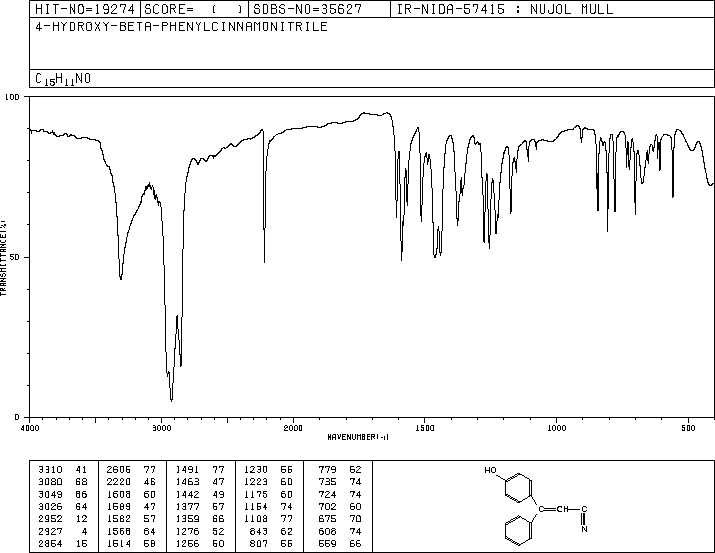 HIT-NO=19274 SCORE= ( ) SDBS-NO=35627 IR-NIDA-57415 : NUJOL MULL
4-HYDROXY-BETA-PHENYLCINNAMONITRILE
C15H11NO
100
50
0
TRANSMITTANCE(%)
4000 3000 2000 1500 1000 500
WAVENUMBER(-1)
3310 41 2606 77 1491 77 1230 56 779 62
3080 68 2220 46 1463 47 1223 60 735 74
3049 66 1608 60 1442 49 1175 60 724 74
3026 64 1589 47 1377 57 1154 74 702 60
2952 12 1582 57 1359 66 1108 77 675 70
2927 4 1568 64 1276 52 843 62 608 74
2854 15 1514 58 1256 50 807 55 559 66
HO
C=CH-C
N